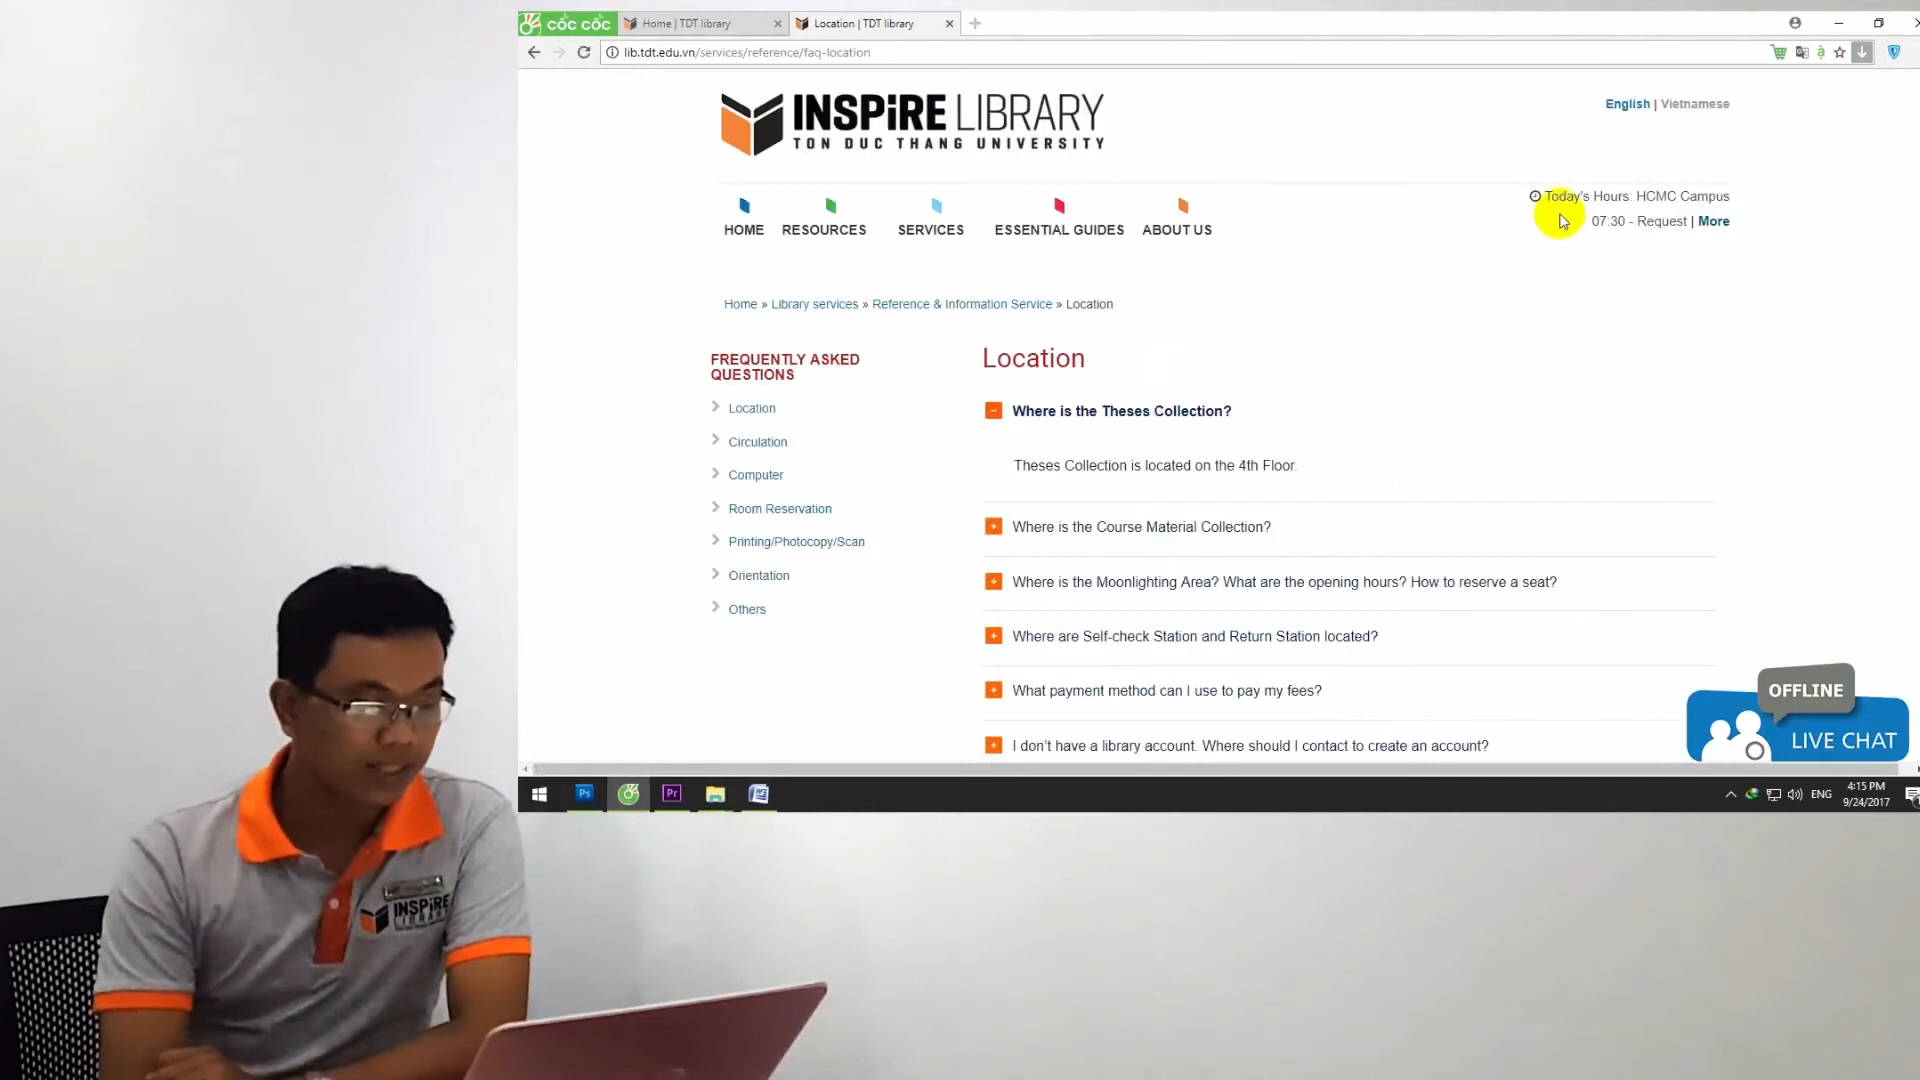 cốc cốc
Home | TDT library
Location | TDT library
lib.tdt.edu.vn/services/reference/faq-location
INSPiRE LIBRARY
TON DUC THANG UNIVERSITY
English | Vietnamese
Today's Hours: HCMC Campus
07:30 - Request | More
HOME
RESOURCES
SERVICES
ESSENTIAL GUIDES
ABOUT US
Home » Library services » Reference & Information Service » Location
FREQUENTLY ASKED
QUESTIONS
Location
Circulation
Computer
Room Reservation
Printing/Photocopy/Scan
Orientation
Others
Location
Where is the Theses Collection?
Theses Collection is located on the 4th Floor.
Where is the Course Material Collection?
Where is the Moonlighting Area? What are the opening hours? How to reserve a seat?
Where are Self-check Station and Return Station located?
What payment method can I use to pay my fees?
I don't have a library account. Where should I contact to create an account?
OFFLINE
LIVE CHAT
Ps
Pr
ENG
4:15 PM
9/24/2017
INSPiRE
LIBRARY